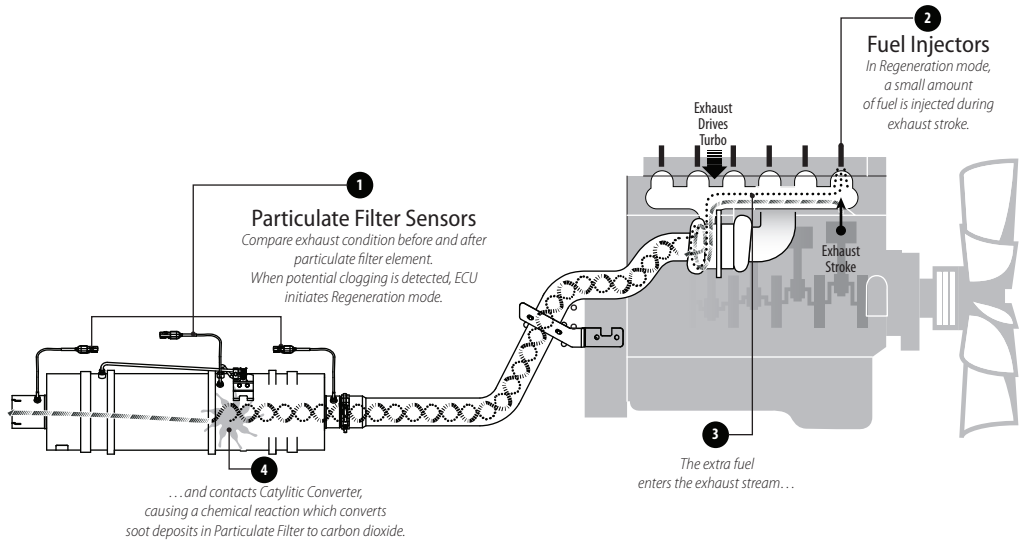 1
Particulate Filter Sensors
Compare exhaust condition before and after
particulate filter element.
When potential clogging is detected, ECU
initiates Regeneration mode.
2
Fuel Injectors
In Regeneration mode,
a small amount
of fuel is injected during
exhaust stroke.
Exhaust
Drives
Turbo
Exhaust
Stroke
3
The extra fuel
enters the exhaust stream…
4
…and contacts Catylitic Converter,
causing a chemical reaction which converts
soot deposits in Particulate Filter to carbon dioxide.